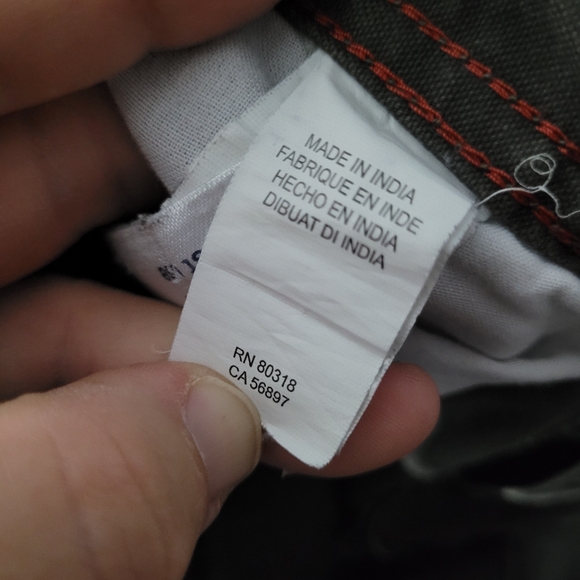 MADE IN INDIA
FABRIQUE EN INDE
HECHO EN INDIA
DIBUAT DI INDIA
RN 80318
CA 56897